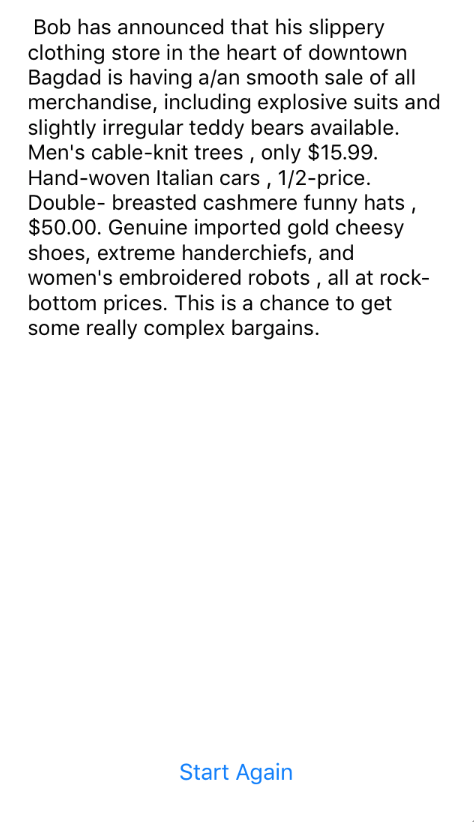 Bob has announced that his slippery
clothing store in the heart of downtown
Bagdad is having a/an smooth sale of all
merchandise, including explosive suits and
slightly irregular teddy bears available.
Men's cable-knit trees , only $15.99.
Hand-woven Italian cars , 1/2-price.
Double- breasted cashmere funny hats ,
$50.00. Genuine imported gold cheesy
shoes, extreme handerchiefs, and
women's embroidered robots , all at rock-
bottom prices. This is a chance to get
some really complex bargains.
Start Again